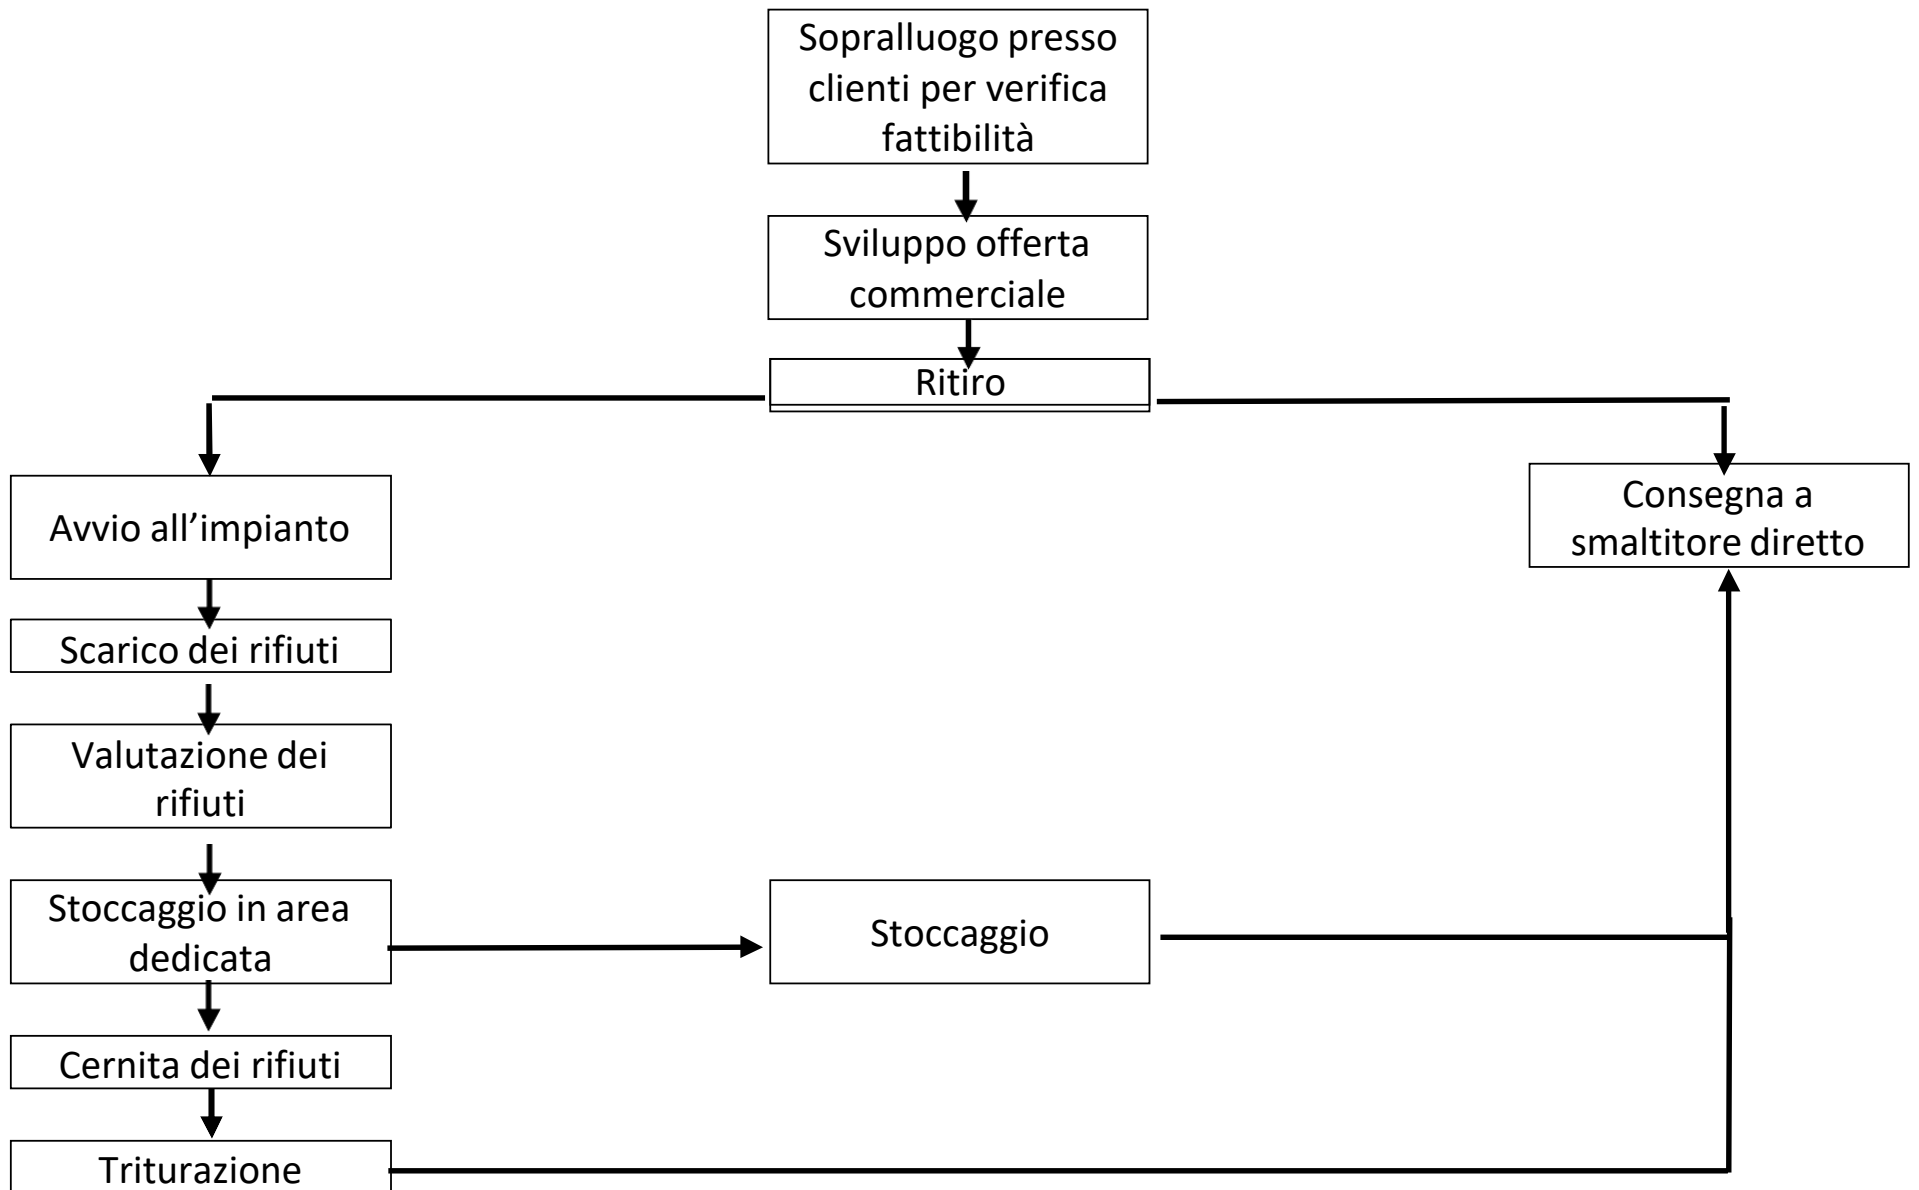 Sopralluogo presso
clienti per verifica
fattibilità
Sviluppo offerta
commerciale
Ritiro
Avvio all’impianto
Consegna a
smaltitore diretto
Scarico dei rifiuti
Valutazione dei
rifiuti
Stoccaggio in area
dedicata
Stoccaggio
Cernita dei rifiuti
Triturazione